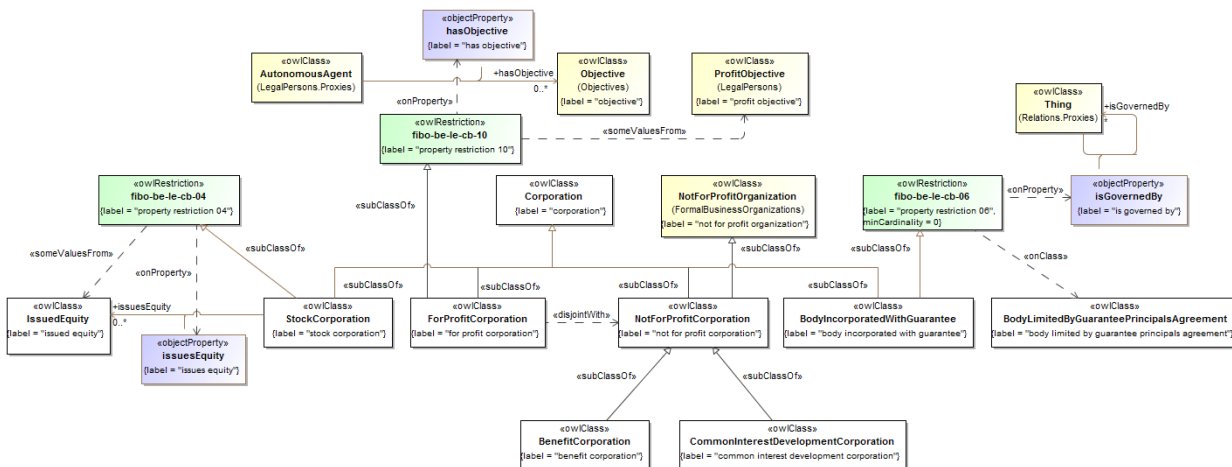 «objectProperty»
hasObjective
{label = "has objective"}
«owlClass»
AutonomousAgent
(LegalPersons.Proxies)
+hasObjective
0..*
«owlClass»
Objective
(Objectives)
{label = "objective"}
«owlClass»
ProfitObjective
(LegalPersons)
{label = "profit objective"}
«owlClass»
Thing
(Relations.Proxies)
+isGovernedBy
*
«onProperty»
«owlRestriction»
fibo-be-le-cb-10
{label = "property restriction 10"}
«someValuesFrom»
«owlRestriction»
fibo-be-le-cb-04
{label = "property restriction 04"}
«subClassOf»
«owlClass»
Corporation
{label = "corporation"}
«owlClass»
NotForProfitOrganization
(FormalBusinessOrganizations)
{label = "not for profit organization"}
«owlRestriction»
fibo-be-le-cb-06
{label = "property restriction 06",
minCardinality = 0}
«onProperty»
«objectProperty»
isGovernedBy
{label = "is governed by"}
«someValuesFrom»
«onProperty»
«subClassOf»
«subClassOf»
«subClassOf»
«onClass»
«subClassOf»
«subClassOf»
«subClassOf»
«subClassOf»
«owlClass»
IssuedEquity
{label = "issued equity"}
+issuesEquity
0..*
«objectProperty»
issuesEquity
{label = "issues equity"}
«owlClass»
StockCorporation
{label = "stock corporation"}
«owlClass»
ForProfitCorporation
{label = "for profit corporation"}
«disjointWith»
«owlClass»
NotForProfitCorporation
{label = "not for profit corporation"}
«owlClass»
BodyIncorporatedWithGuarantee
{label = "body incorporated with guarantee"}
«owlClass»
BodyLimitedByGuaranteePrincipalsAgreement
{label = "body limited by guarantee principals agreement"}
«subClassOf»
«subClassOf»
«owlClass»
BenefitCorporation
{label = "benefit corporation"}
«owlClass»
CommonInterestDevelopmentCorporation
{label = "common interest development corporation"}